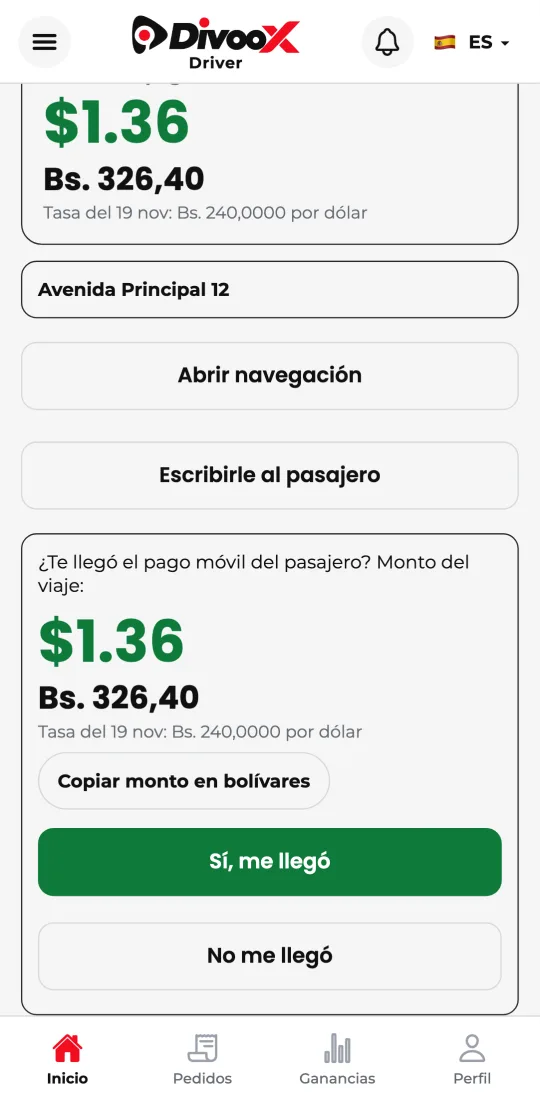 DivooX
Driver
ES
$1.36
Bs. 326,40
Tasa del 19 nov: Bs. 240,0000 por dólar
Avenida Principal 12
Abrir navegación
Escribirle al pasajero
¿Te llegó el pago móvil del pasajero? Monto del
viaje:
$1.36
Bs. 326,40
Tasa del 19 nov: Bs. 240,0000 por dólar
Copiar monto en bolívares
Sí, me llegó
No me llegó
Inicio
Pedidos
Ganancias
Perfil